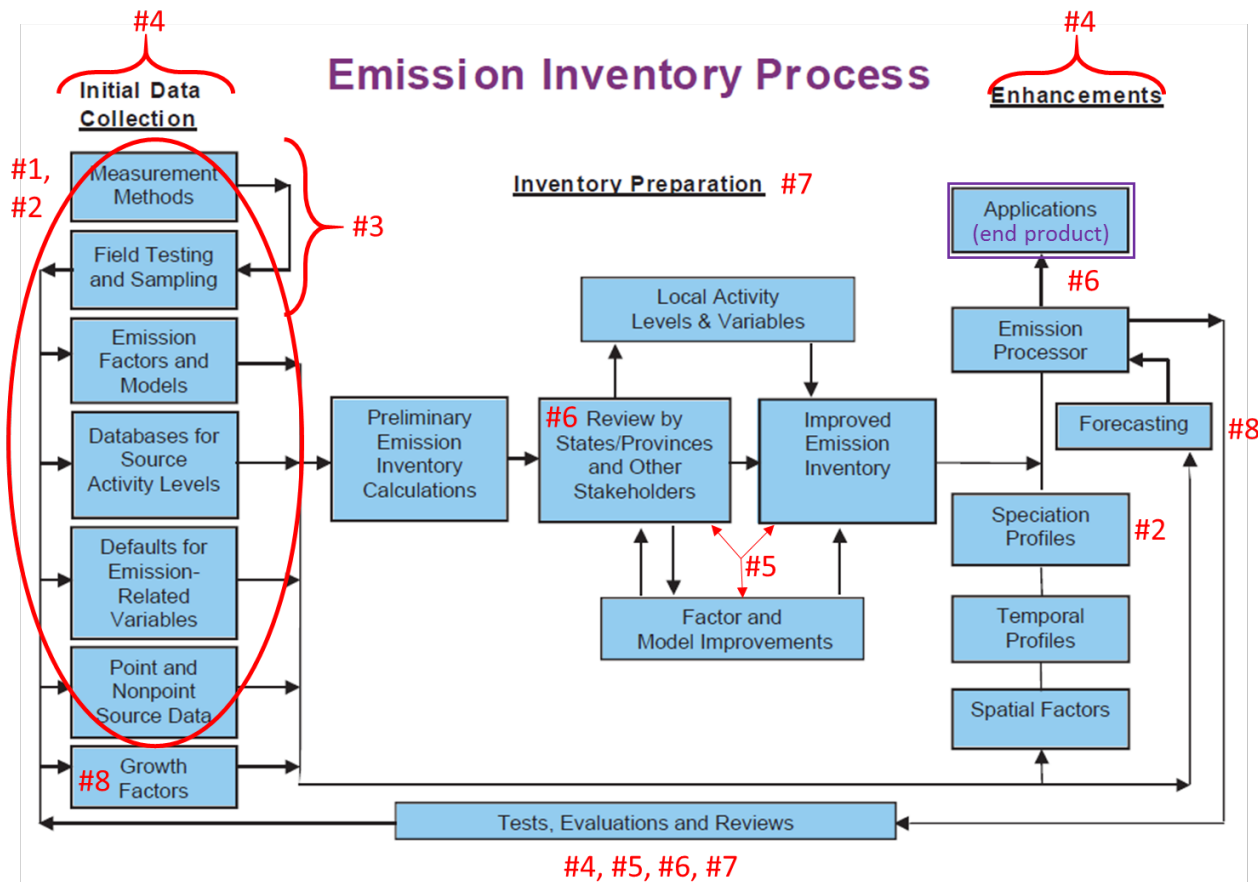 #4
#4
Emission Inventory Process
Initial Data
Collection
Enhancements
#1,
#2
Measurement
Methods
#3
Inventory Preparation #7
Applications
(end product)
Field Testing
and Sampling
#6
Local Activity
Levels & Variables
Emission
Processor
Emission
Factors and
Models
Forecasting
#8
Preliminary
Emission
Inventory
Calculations
#6 Review by
States/Provinces
and Other
Stakeholders
Improved
Emission
Inventory
Databases for
Source
Activity Levels
Speciation
Profiles
#2
#5
Defaults for
Emission-
Related
Variables
Factor and
Model Improvements
Temporal
Profiles
Point and
Nonpoint
Source Data
Spatial Factors
#8
Growth
Factors
Tests, Evaluations and Reviews
#4, #5, #6, #7